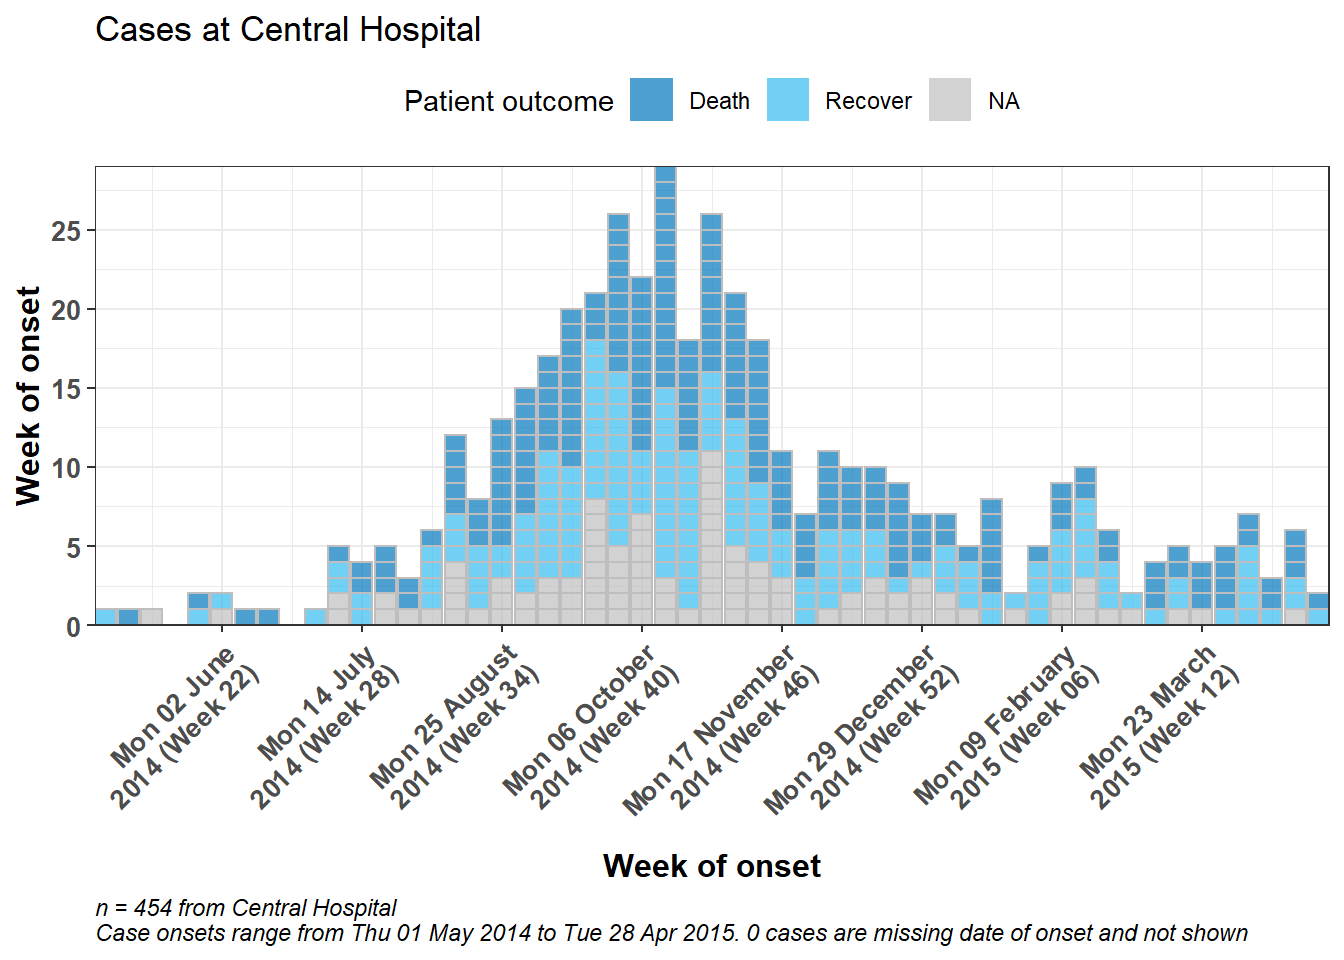 Cases at Central Hospital
Patient outcome Death Recover NA
Week of onset
25
20
15
10
5
0
Mon 02 June
2014 (Week 22)
Mon 14 July
2014 (Week 28)
Mon 25 August
2014 (Week 34)
Mon 06 October
2014 (Week 40)
Mon 17 November
2014 (Week 46)
Mon 29 December
2014 (Week 52)
Mon 09 February
2015 (Week 06)
Mon 23 March
2015 (Week 12)
Week of onset
n = 454 from Central Hospital
Case onsets range from Thu 01 May 2014 to Tue 28 Apr 2015. 0 cases are missing date of onset and not shown